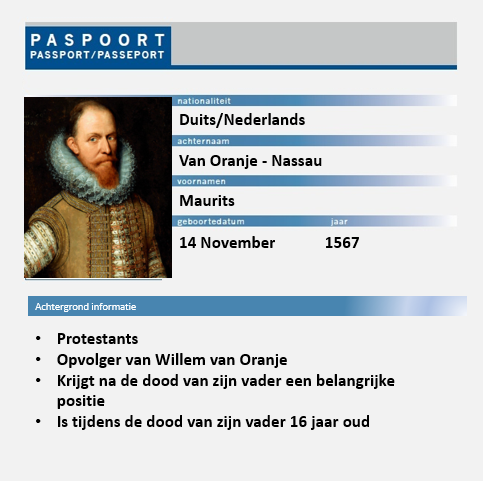 PASPOORT
PASSPORT/PASSEPORT
nationaliteit
Duits/Nederlands
achternaam
Van Oranje - Nassau
voornamen
Maurits
geboortedatum jaar
14 November 1567
Achtergrond informatie
• Protestants
• Opvolger van Willem van Oranje
• Krijgt na de dood van zijn vader een belangrijke
positie
• Is tijdens de dood van zijn vader 16 jaar oud